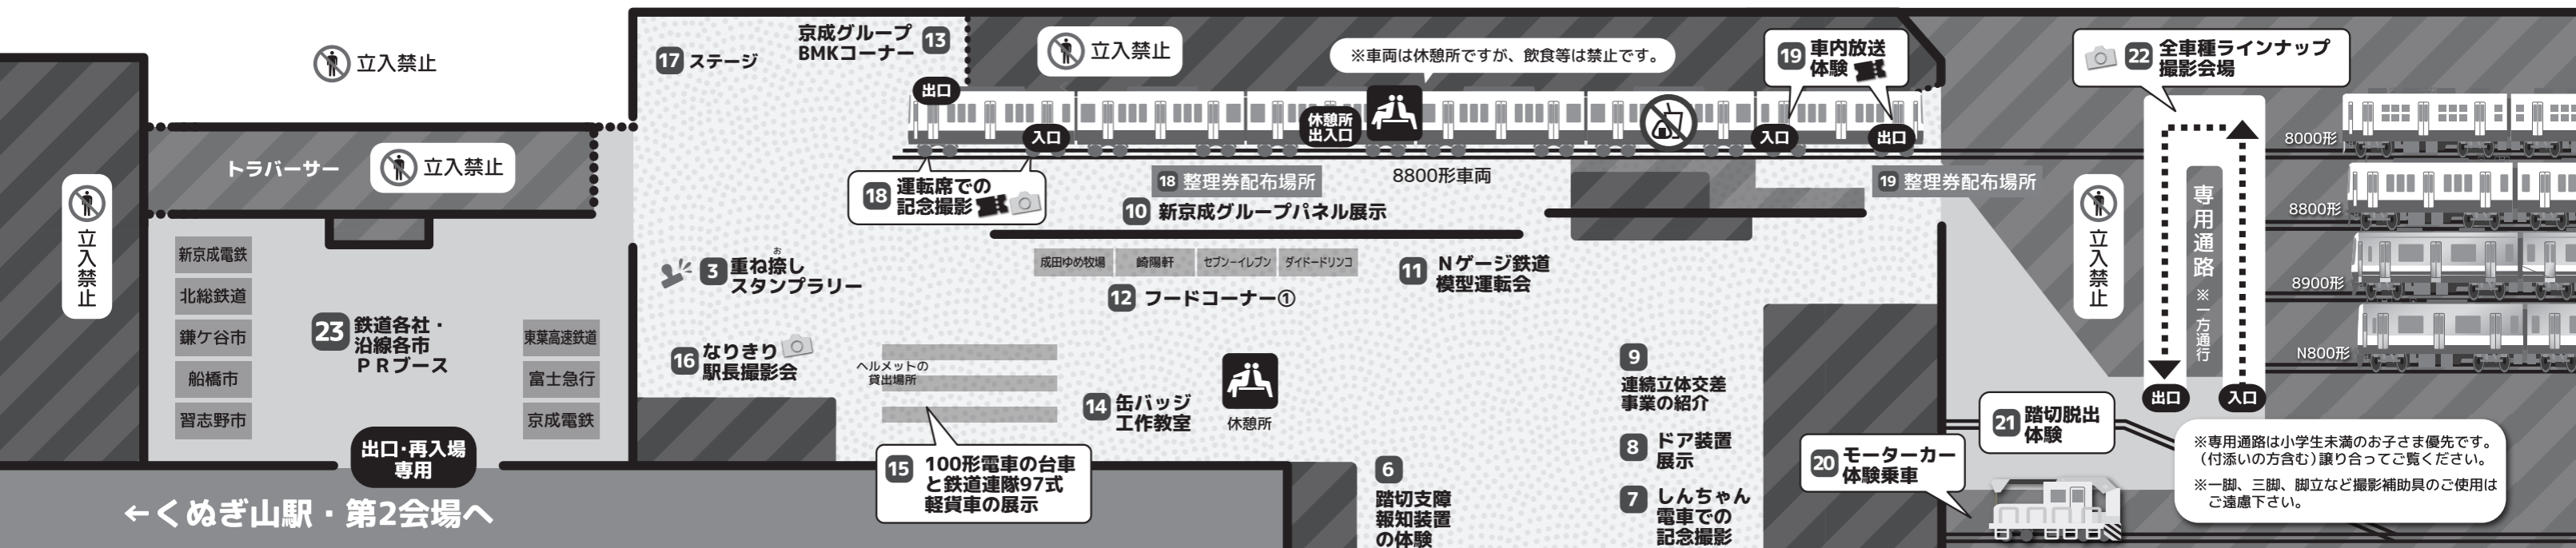 立入禁止
トラバーサー
立入禁止
立入禁止
新京成電鉄
北総鉄道
鎌ケ谷市
船橋市
習志野市
23 鉄道各社・
沿線各市
PRブース
東葉高速鉄道
富士急行
京成電鉄
出口・再入場
専用
←くぬぎ山駅・第2会場へ
17 ステージ
京成グループ
BMKコーナー 13
立入禁止
※車両は休憩所ですが、飲食等は禁止です。
19 車内放送
体験
出口
入口
休憩所
出入口
入口
出口
18 運転席での
記念撮影
18 整理券配布場所
8800形車両
19 整理券配布場所
10 新京成グループパネル展示
お
3 重ね捺し
スタンプラリー
成田ゆめ牧場
崎陽軒
セブン-イレブン
ダイドードリンコ
12 フードコーナー①
11 Nゲージ鉄道
模型運転会
16 なりきり
駅長撮影会
ヘルメットの
貸出場所
14 缶バッジ
工作教室
休憩所
15 100形電車の台車
と鉄道連隊97式
軽貨車の展示
9
連続立体交差
事業の紹介
8 ドア装置
展示
7 しんちゃん
電車での
記念撮影
6
踏切支障
報知装置
の体験
22 全車種ラインナップ
撮影会場
立入禁止
専用通路
※一方通行
出口
入口
8000形
8800形
8900形
N800形
21 踏切脱出
体験
20 モーターカー
体験乗車
※専用通路は小学生未満のお子さま優先です。
（付添いの方含む）譲り合ってご覧ください。
※一脚、三脚、脚立など撮影補助具のご使用は
ご遠慮下さい。